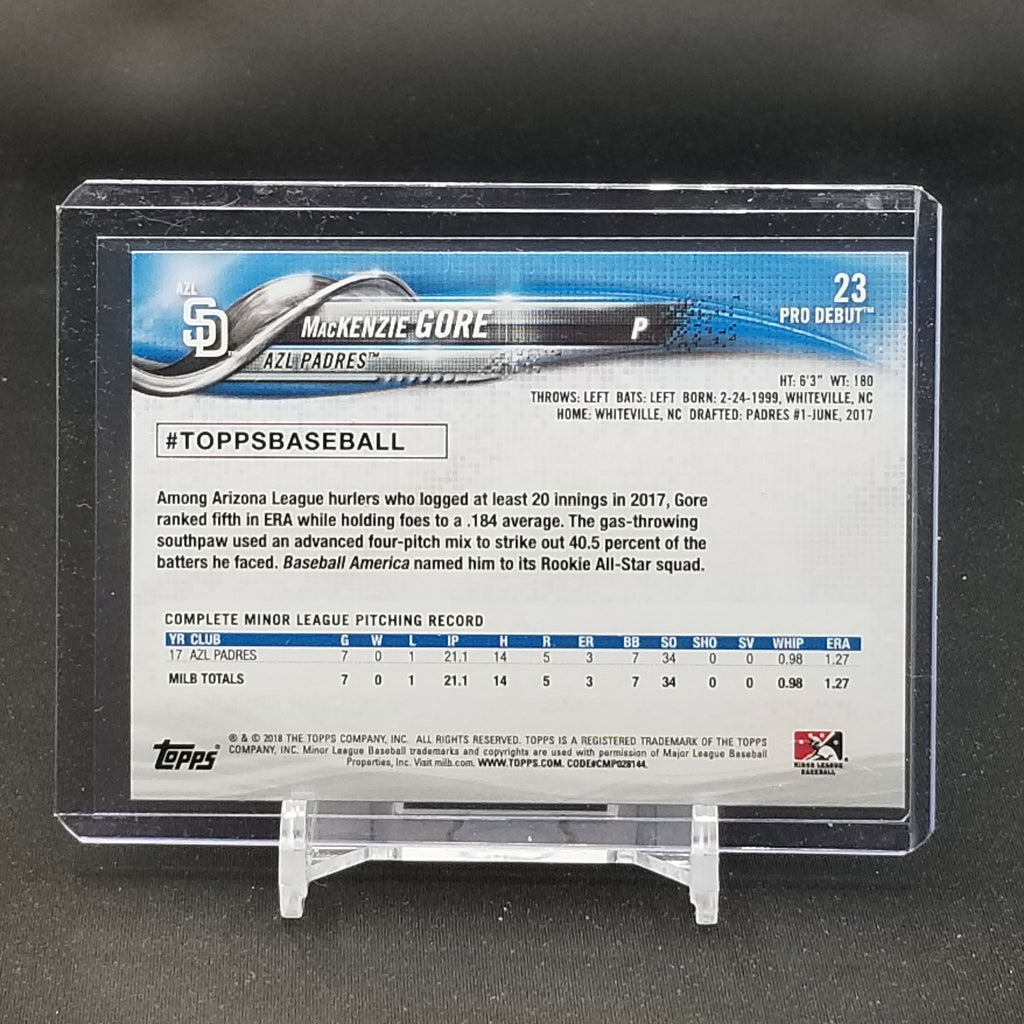 AZL
SD™
MacKENZIE GORE P
AZL PADRES™
23
PRO DEBUT™
HT: 6'3" WT: 180
THROWS: LEFT BATS: LEFT BORN: 2-24-1999, WHITEVILLE, NC
HOME: WHITEVILLE, NC DRAFTED: PADRES #1-JUNE, 2017
#TOPPSBASEBALL
Among Arizona League hurlers who logged at least 20 innings in 2017, Gore
ranked fifth in ERA while holding foes to a .184 average. The gas-throwing
southpaw used an advanced four-pitch mix to strike out 40.5 percent of the
batters he faced. Baseball America named him to its Rookie All-Star squad.
COMPLETE MINOR LEAGUE PITCHING RECORD
YR CLUB G W L IP H R ER BB SO SHO SV WHIP ERA
17 AZL PADRES 7 0 1 21.1 14 5 3 7 34 0 0 0.98 1.27
MILB TOTALS 7 0 1 21.1 14 5 3 7 34 0 0 0.98 1.27
Topps®
® & © 2018 THE TOPPS COMPANY, INC. ALL RIGHTS RESERVED. TOPPS IS A REGISTERED TRADEMARK OF THE TOPPS
COMPANY, INC. Minor League Baseball trademarks and copyrights are used with permission of Major League Baseball
Properties, Inc. Visit milb.com. WWW.TOPPS.COM. CODE#CMP028144.
MINOR LEAGUE
BASEBALL